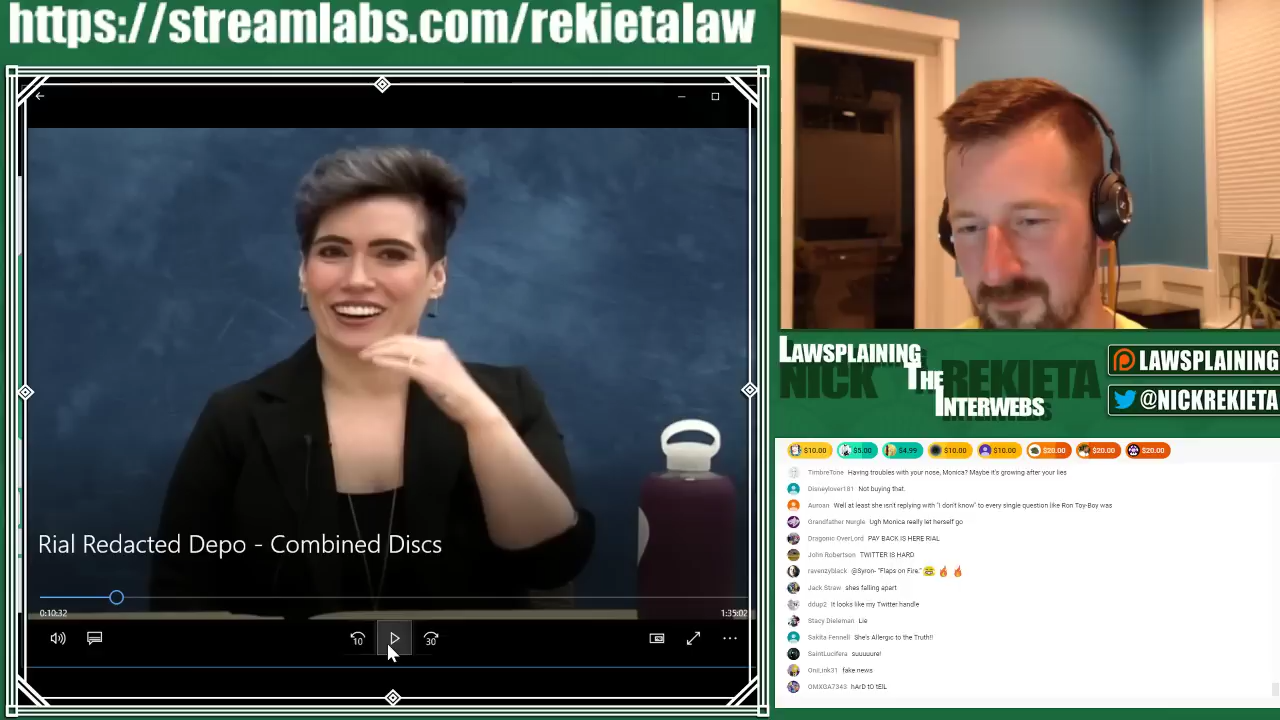 https://streamlabs.com/rekietalaw
Rial Redacted Depo - Combined Discs
0:10:32
1:35:02
10
30
LAWSPLAINING
THE
INTERWEBS
NICK REKIETA
LAWSPLAINING
@NICKREKIETA
$10.00 $5.00 $4.99 $10.00 $10.00 $20.00 $20.00 $20.00
TimbreTone Having troubles with your nose, Monica? Maybe it's growing after your lies
Disneylover181 Not buying that.
Auroan Well at least she isn't replying with "I don't know" to every single question like Ron Toy-Boy was
Grandfather Nurgle Ugh Monica really let herself go
Dragonic OverLord PAY BACK IS HERE RIAL
John Robertson TWITTER IS HARD
ravenzyblack @Syron- "Flaps on Fire,"
Jack Straw shes falling apart
ddup2 It looks like my Twitter handle
Stacy Dieleman Lie
Sakita Fennell She's Allergic to the Truth!!
SaintLucifera suuuuure!
OniLink31 fake news
OMXGA7343 hArD tO tElL